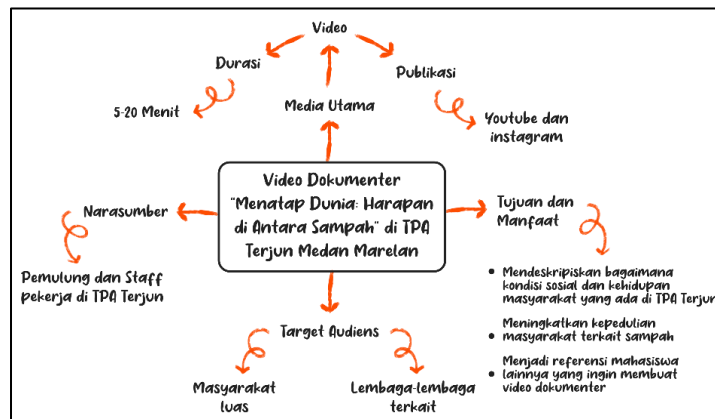 Video
Durasi
Publikasi
5-20 Menit
Media Utama
Youtube dan
instagram
Video Dokumenter
"Menatap Dunia: Harapan
di Antara Sampah" di TPA
Terjun Medan Marelan
Narasumber
Tujuan dan
Manfaat
Pemulung dan Staff
pekerja di TPA Terjun
• Mendeskripiskan bagaimana
kondisi sosial dan kehidupan
masyarakat yang ada di TPA Terjun
Meningkatkan kepedulian
• masyarakat terkait sampah
Menjadi referensi mahasiswa
• lainnya yang ingin membuat
video dokumenter
Target Audiens
Masyarakat
luas
Lembaga-lembaga
terkait